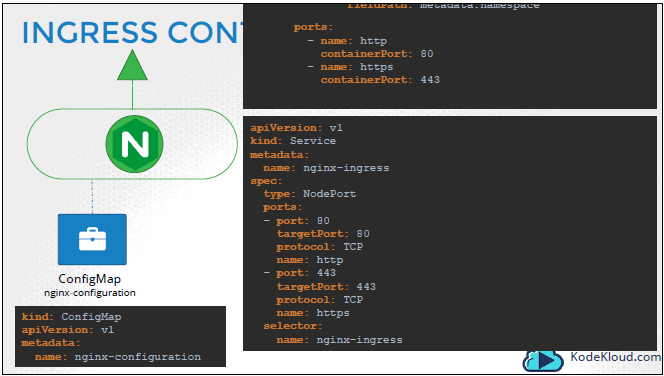 INGRESS CONT
fieldPath: metadata.namespace
ports:
- name: http
containerPort: 80
- name: https
containerPort: 443
N
ConfigMap
nginx-configuration
kind: ConfigMap
apiVersion: v1
metadata:
name: nginx-configuration
apiVersion: v1
kind: Service
metadata:
name: nginx-ingress
spec:
type: NodePort
ports:
- port: 80
targetPort: 80
protocol: TCP
name: http
- port: 443
targetPort: 443
protocol: TCP
name: https
selector:
name: nginx-ingress
KodeKloud.com